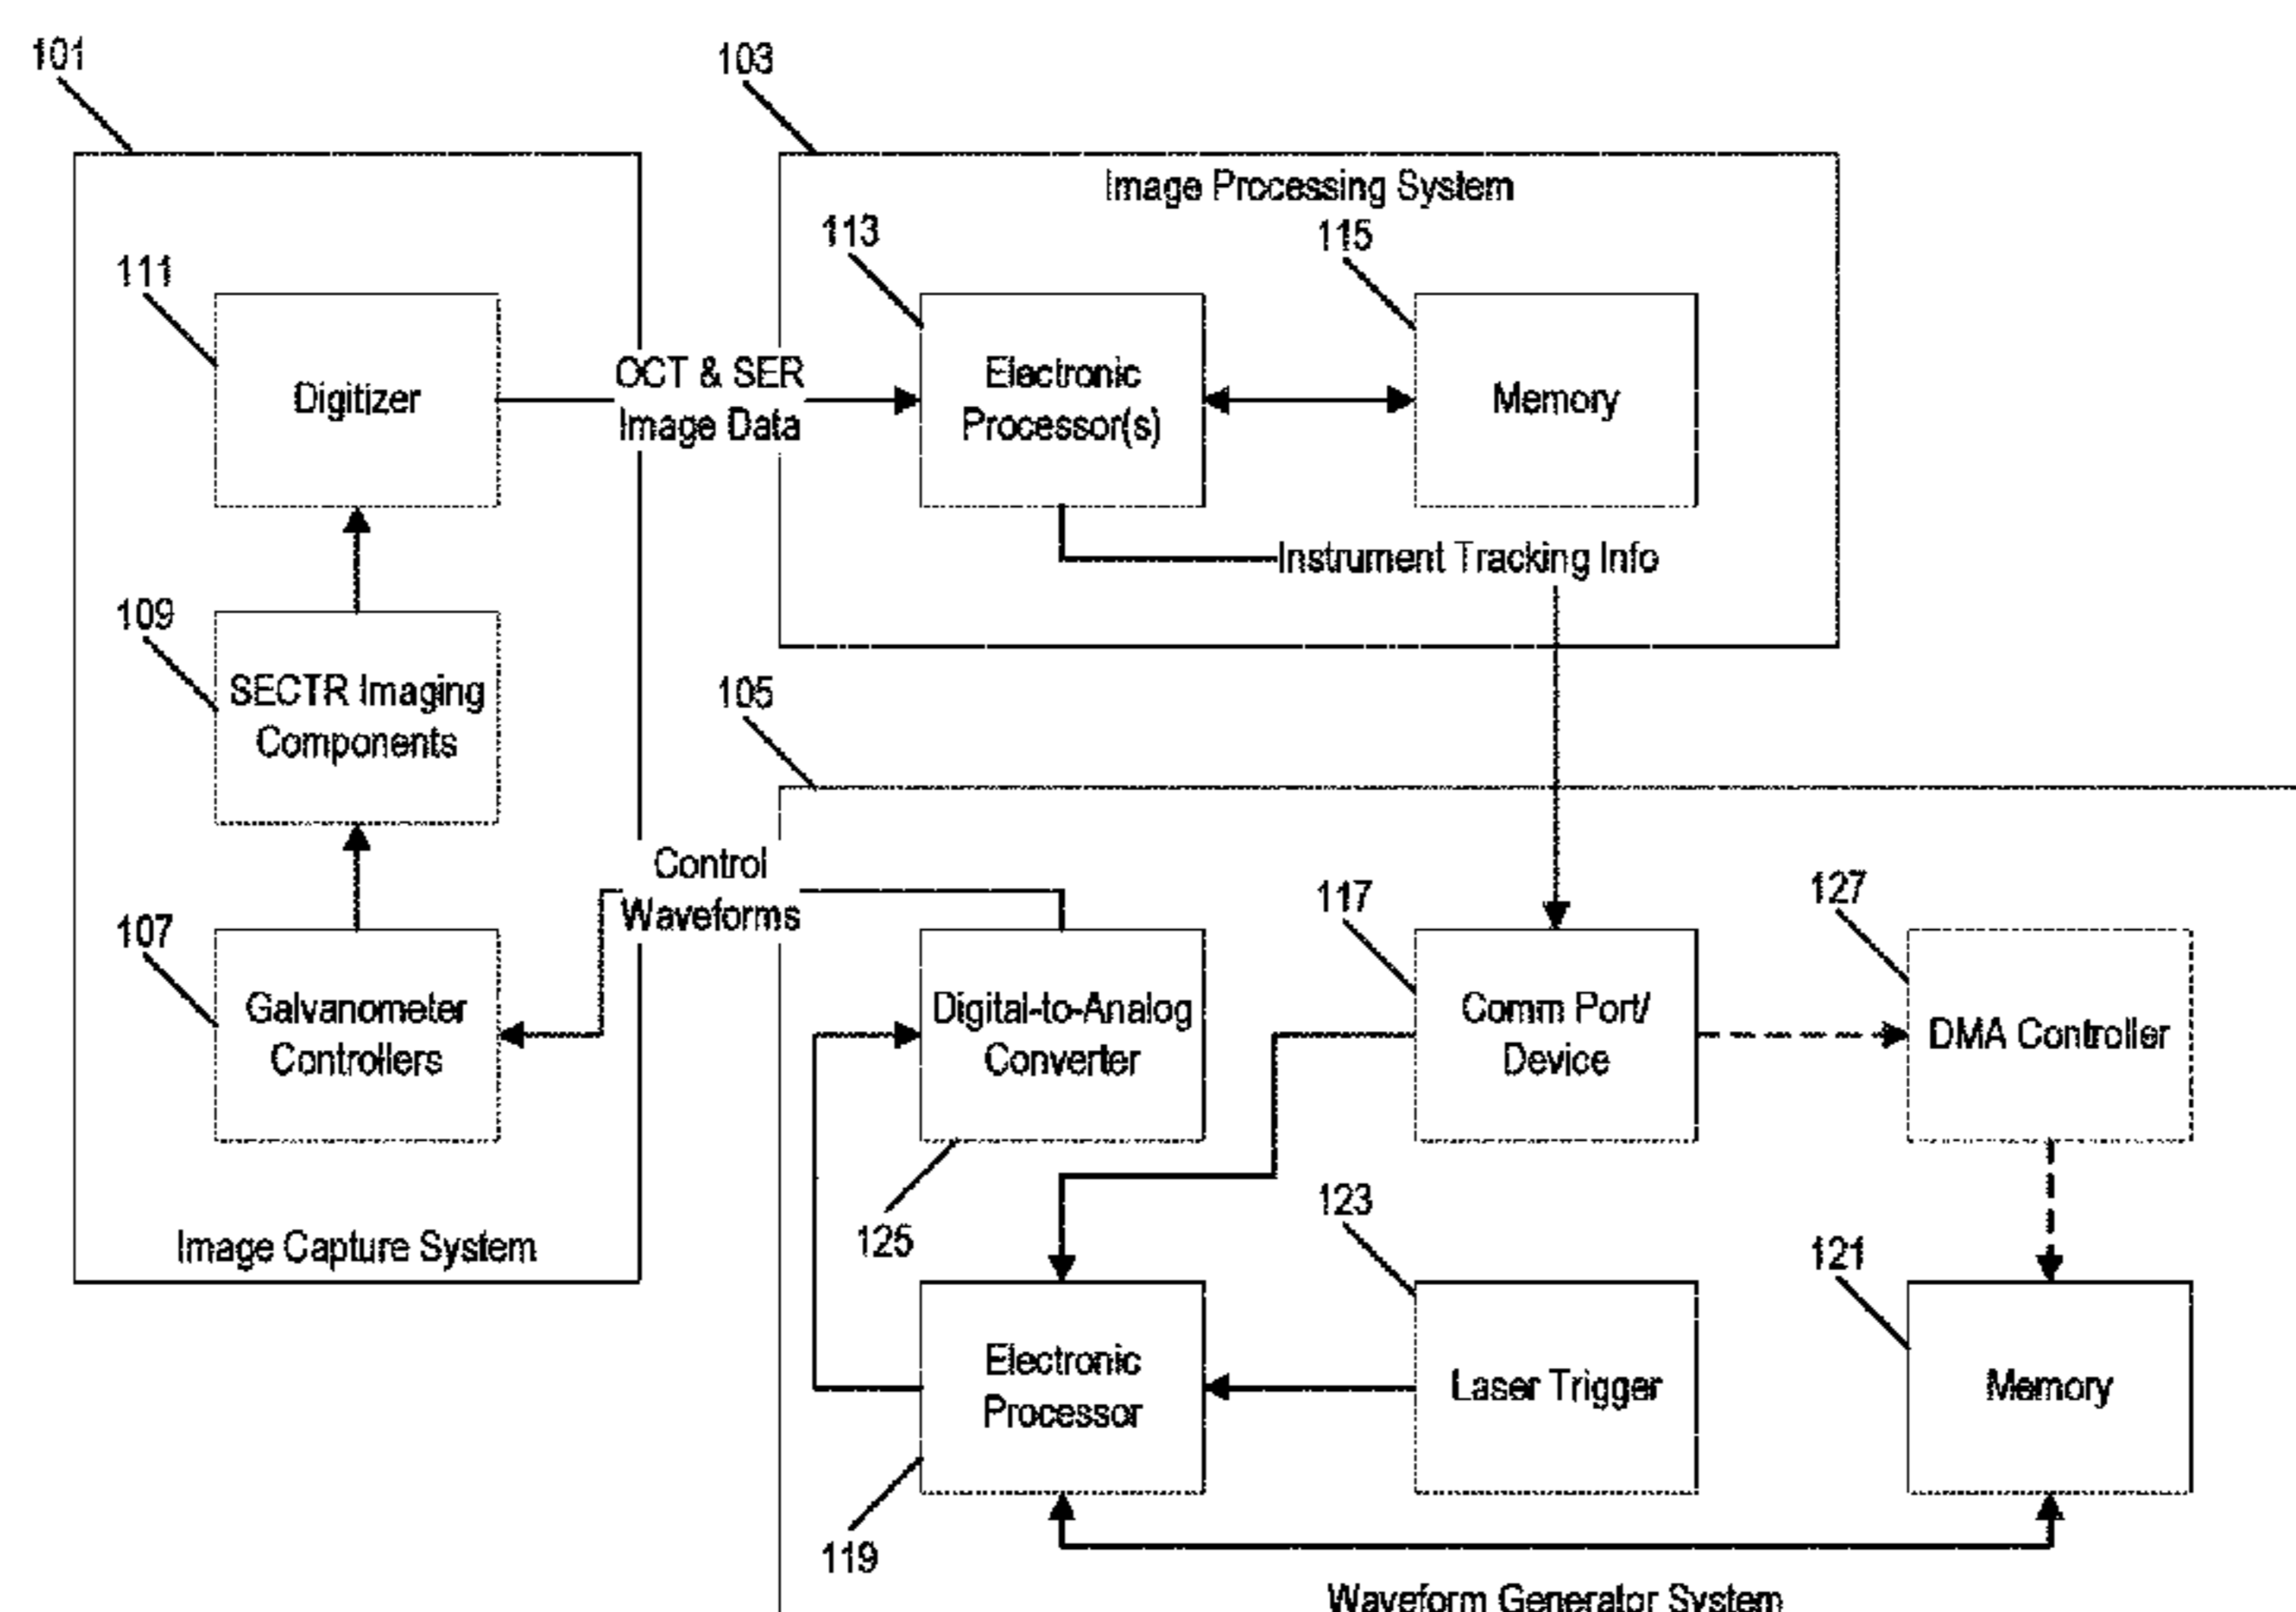 101
103
Image Processing System
113
115
111
Digitizer
OCT & SER
Image Data
Electronic
Processor(s)
Memory
Instrument Tracking Info
109
SECTR Imaging
Components
105
Control
Waveforms
107
Galvanometer
Controllers
117
127
Digital-to-Analog
Converter
Comm Port/
Device
DMA Controller
125
123
121
Image Capture System
Electronic
Processor
Laser Trigger
Memory
119
Waveform Generator System